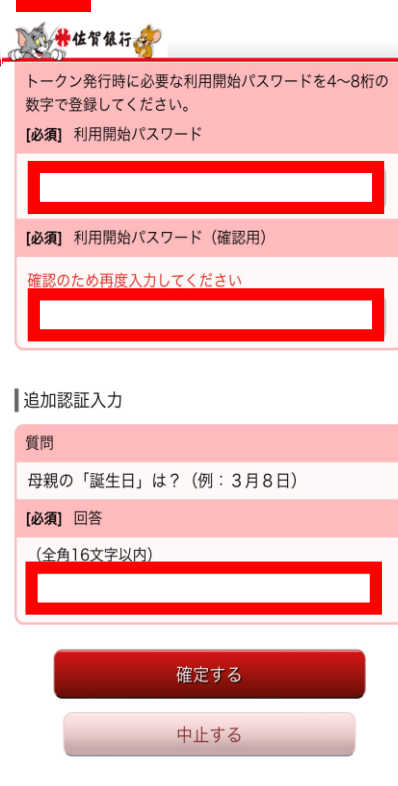 佐賀銀行
トークン発行時に必要な利用開始パスワードを4～8桁の
数字で登録してください。
[必須] 利用開始パスワード
[必須] 利用開始パスワード（確認用）
確認のため再度入力してください
追加認証入力
質問
母親の「誕生日」は？（例：３月８日）
[必須] 回答
（全角16文字以内）
確定する
中止する